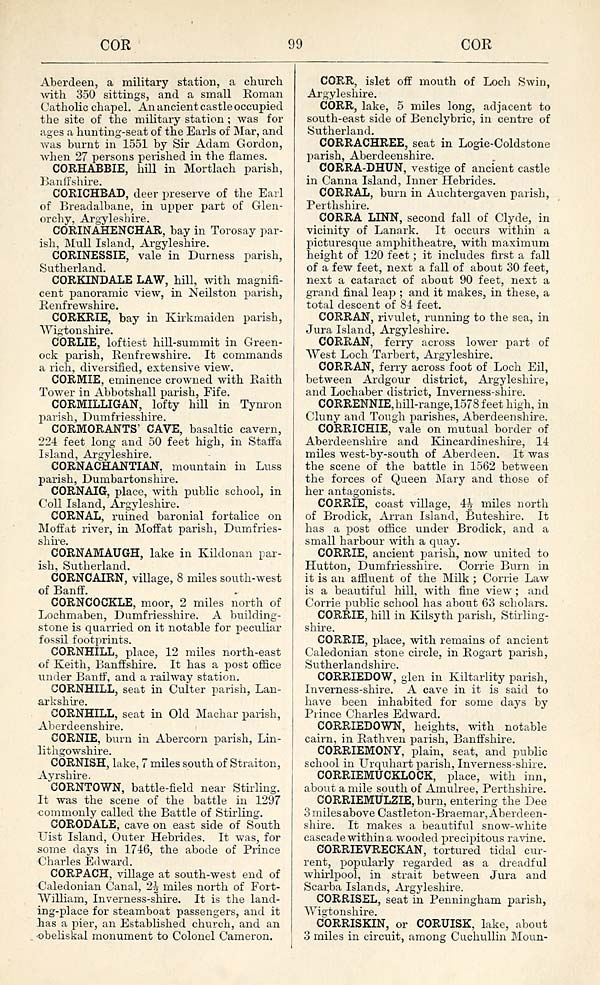 COR 99 COR
Aberdeen, a military station, a church
with 350 sittings, and a small Roman
Catholic chapel. An ancient castle occupied
the site of the military station; was for
ages a hunting-seat of the Earls of Mar, and
was burnt in 1551 by Sir Adam Gordon,
when 27 persons perished in the flames.
CORHABBIE, hill in Mortlach parish,
Banffshire.
CORICHBAD, deer preserve of the Earl
of Breadalbane, in upper part of Glen-
orchy, Argyleshire.
CORINAHENCHAR, bay in Torosay par-
ish, Mull Island, Argyleshire.
CORINESSIE, vale in Durness parish,
Sutherland.
CORKINDALE LAW, hill, with magnifi-
cent panoramic view, in Neilston parish,
Renfrewshire.
CORKRIE, bay in Kirkmaiden parish,
Wigtonshire.
CORLIE, loftiest hill-summit in Green-
ock parish, Renfrewshire. It commands
a rich, diversified, extensive view.
CORMIE, eminence crowned with Raith
Tower in Abbotshall parish, Fife.
CORMILLIGAN, lofty hill in Tynron
parish, Dumfriesshire.
CORMORANTS' CAVE, basaltic cavern,
224 feet long and 50 feet high, in Staffa
Island, Argyleshire.
CORNACHANTIAN, mountain in Luss
parish, Dumbartonshire.
CORNAIG, place, with public school, in
Coll Island, Argyleshire.
CORNAL, ruined baronial fortalice on
Moffat river, in Moffat parish, Dumfries-
shire.
CORNAMAUGH, lake in Kildonan par-
ish, Sutherland.
CORNCAIRN, village, 8 miles south-west
of Banff.
CORNCOCKLE, moor, 2 miles north of
Lochmaben, Dumfriesshire. A building-
stone is quarried on it notable for peculiar
fossil footprints.
CORNHILL, place, 12 miles north-east
of Keith, Banffshire. It has a post office
under Banff, and a railway station.
CORNHILL, seat in Culter parish, Lan-
arkshire.
CORNHILL, seat in Old Machar parish,
Aberdeenshire.
CORNIE, burn in Abercorn parish, Lin-
lithgowshire.
CORNISH, lake, 7 miles south of Straiton,
Ayrshire.
CORNTOWN, battle-field near Stirling.
It was the scene of the battle in 1297
commonly called the Battle of Stirling.
CORODALE, cave on east side of South
Uist Island, Outer Hebrides. It was, for
some days in 1746, the abode of Prince
Charles Edward.
CORPACH, village at south-west end of
Caledonian Canal, 2½ miles north of Fort-
William, Inverness-shire. It is the land-
ing-place for steamboat passengers, and it
has a pier, an Established church, and an
obeliskal monument to Colonel Cameron.
CORR, islet off mouth of Loch Swin,
Argyleshire.
CORR, lake, 5 miles long, adjacent to
south-east side of Benclybric, in centre of
Sutherland.
CORRACHREE, seat in Logie-Coldstone
parish, Aberdeenshire.
CORRA-DHUN, vestige of ancient castle
in Canna Island, Inner Hebrides.
CORRAL, burn in Auchtergaven parish,
Perthshire.
CORRA LINN, second fall of Clyde, in
vicinity of Lanark. It occurs within a
picturesque amphitheatre, with maximum
height of 120 feet; it includes first a fall
of a few feet, next a fall of about 30 feet,
next a cataract of about 90 feet, next a
grand final leap; and it makes, in these, a
total descent of 84 feet.
CORRAN, rivulet, running to the sea, in
Jura Island, Argyleshire.
CORRAN, ferry across lower part of
West Loch Tarbert, Argyleshire.
CORRAN, ferry across foot of Loch Eil,
between Ardgour district, Argyleshire,
and Lochaber district, Inverness-shire.
CORRENNIE, hill-range, 1578 feet high, in
Cluny and Tough parishes, Aberdeenshire.
CORRICHIE, vale on mutual border of
Aberdeenshire and Kincardineshire, 14
miles west-by-south of Aberdeen. It was
the scene of the battle in 1562 between
the forces of Queen Mary and those of
her antagonists.
CORRIE, coast village, 4½ miles north
of Brodick, Arran Island, Buteshire. It
has a post office under Brodick, and a
small harbour with a quay.
CORRIE, ancient parish, now united to
Hutton, Dumfriesshire. Corrie Burn in
it is an affluent of the Milk; Corrie Law
is a beautiful hill, with fine view; and
Corrie public school has about 63 scholars.
CORRIE, hill in Kilsyth parish, Stirling-
shire.
CORRIE, place, with remains of ancient
Caledonian stone circle, in Rogart parish,
Sutherlandshire.
CORRIEDOW, glen in Kiltarlity parish,
Inverness-shire. A cave in it is said to
have been inhabited for some days by
Prince Charles Edward.
CORRIEDOWN, heights, with notable
cairn, in Rathven parish, Banffshire.
CORRIEMONY, plain, seat, and public
school in Urquhart parish, Inverness-shire.
CORRIEMUCKLOCK, place, with inn,
about a mile south of Amulree, Perthshire.
CORRIEMULZIE, burn, entering the Dee
3 miles above Castleton-Braemar, Aberdeen-
shire. It makes a beautiful snow-white
cascade within a wooded precipitous ravine.
CORRIEVRECKAN, tortured tidal cur-
rent, popularly regarded as a dreadful
whirlpool, in strait between Jura and
Scarba Islands, Argyleshire.
CORRISEL, seat in Penningham parish,
Wigtonshire.
CORRISKIN, or CORUISK, lake, about
3 miles in circuit, among Cuchullin Moun-